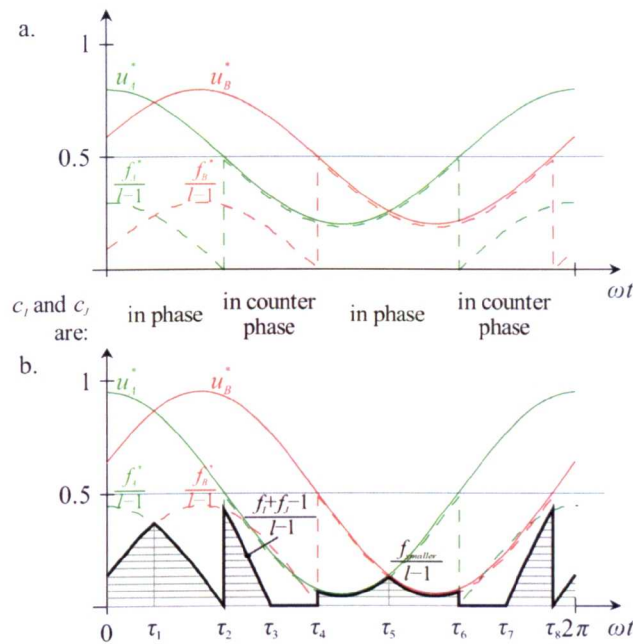 a.
1
u*A u*B
0.5
f*A/l-1 f*B/l-1
ωt
cI and cJ are: in phase in counter phase in phase in counter phase
b.
1
u*A u*B
f*A/l-1 f*B/l-1
0.5
fI+fJ-1/l-1
fsmaller/l-1
0 τ1 τ2 τ3 τ4 τ5 τ6 τ7 τ8 2π ωt